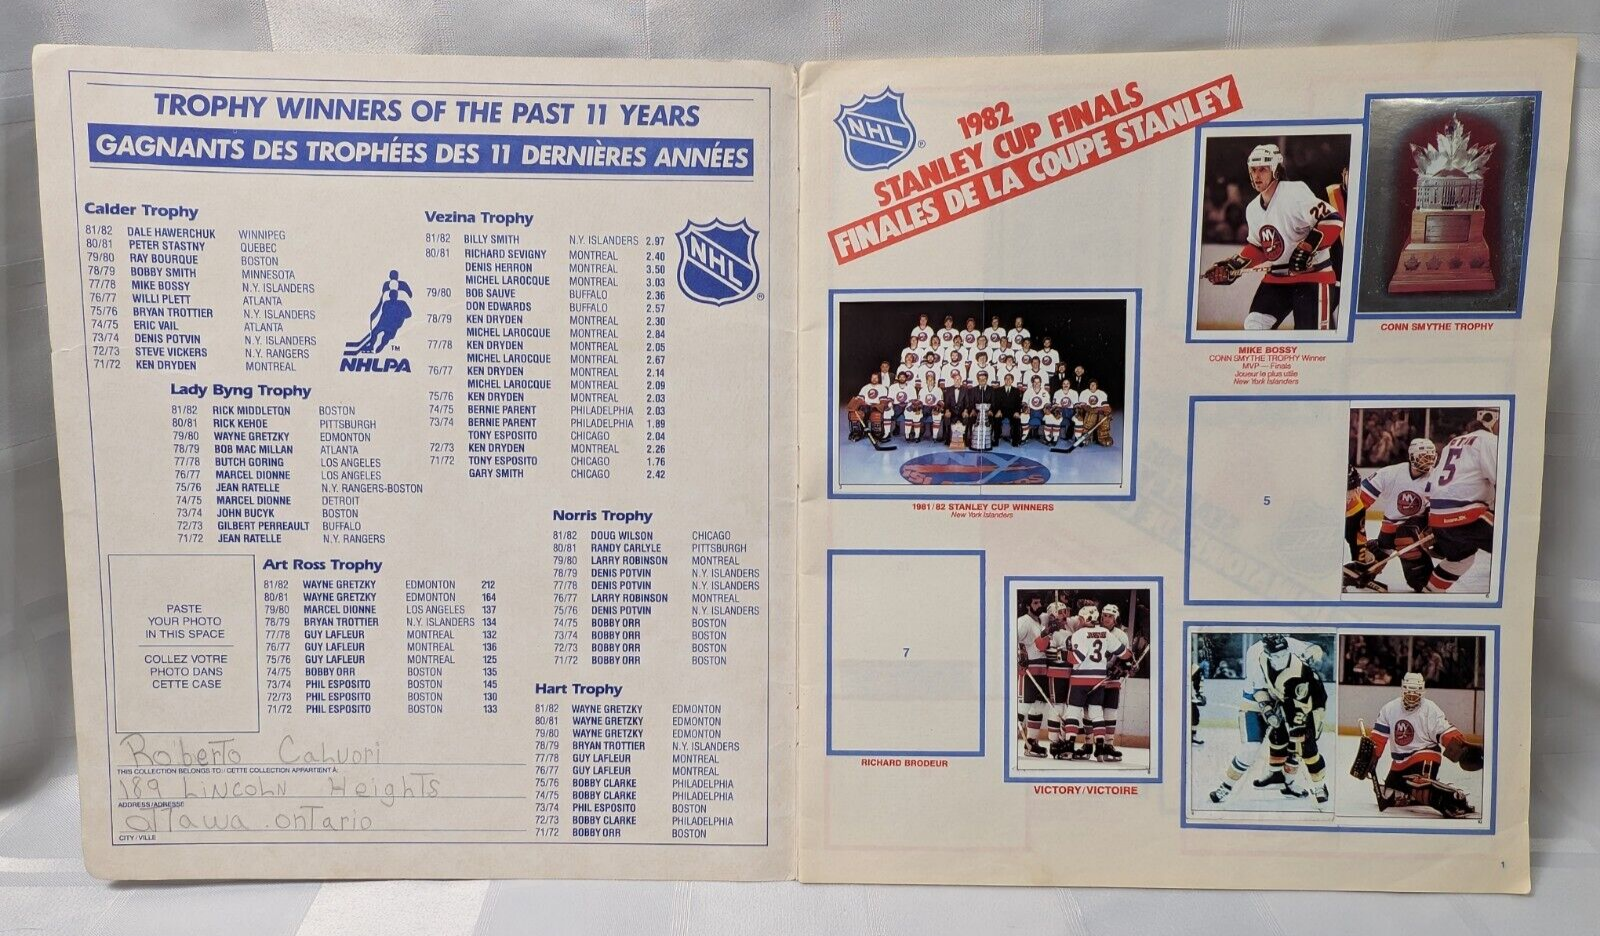 TROPHY WINNERS OF THE PAST 11 YEARS
GAGNANTS DES TROPHÉES DES 11 DERNIÈRES ANNÉES
Calder Trophy
81/82 DALE HAWERCHUK WINNIPEG
80/81 PETER STASTNY QUEBEC
79/80 RAY BOURQUE BOSTON
78/79 BOBBY SMITH MINNESOTA
77/78 MIKE BOSSY N.Y. ISLANDERS
76/77 WILLI PLETT ATLANTA
75/76 BRYAN TROTTIER N.Y. ISLANDERS
74/75 ERIC VAIL ATLANTA
73/74 DENIS POTVIN N.Y. ISLANDERS
72/73 STEVE VICKERS N.Y. RANGERS
71/72 KEN DRYDEN MONTREAL
NHLPA
TM
Vezina Trophy
81/82 BILLY SMITH N.Y. ISLANDERS 2.97
80/81 RICHARD SEVIGNY MONTREAL 2.40
DENIS HERRON MONTREAL 3.50
MICHEL LAROCQUE MONTREAL 3.03
79/80 BOB SAUVE BUFFALO 2.36
DON EDWARDS BUFFALO 2.57
78/79 KEN DRYDEN MONTREAL 2.30
MICHEL LAROCQUE MONTREAL 2.84
77/78 KEN DRYDEN MONTREAL 2.05
MICHEL LAROCQUE MONTREAL 2.67
76/77 KEN DRYDEN MONTREAL 2.14
MICHEL LAROCQUE MONTREAL 2.09
75/76 KEN DRYDEN MONTREAL 2.03
74/75 BERNIE PARENT PHILADELPHIA 2.03
73/74 BERNIE PARENT PHILADELPHIA 1.89
TONY ESPOSITO CHICAGO 2.04
72/73 KEN DRYDEN MONTREAL 2.26
71/72 TONY ESPOSITO CHICAGO 1.76
GARY SMITH CHICAGO 2.42
NHL ®
Lady Byng Trophy
81/82 RICK MIDDLETON BOSTON
80/81 RICK KEHOE PITTSBURGH
79/80 WAYNE GRETZKY EDMONTON
78/79 BOB MAC MILLAN ATLANTA
77/78 BUTCH GORING LOS ANGELES
76/77 MARCEL DIONNE LOS ANGELES
75/76 JEAN RATELLE N.Y. RANGERS-BOSTON
74/75 MARCEL DIONNE DETROIT
73/74 JOHN BUCYK BOSTON
72/73 GILBERT PERREAULT BUFFALO
71/72 JEAN RATELLE N.Y. RANGERS
Art Ross Trophy
81/82 WAYNE GRETZKY EDMONTON 212
80/81 WAYNE GRETZKY EDMONTON 164
79/80 MARCEL DIONNE LOS ANGELES 137
78/79 BRYAN TROTTIER N.Y. ISLANDERS 134
77/78 GUY LAFLEUR MONTREAL 132
76/77 GUY LAFLEUR MONTREAL 136
75/76 GUY LAFLEUR MONTREAL 125
74/75 BOBBY ORR BOSTON 135
73/74 PHIL ESPOSITO BOSTON 145
72/73 PHIL ESPOSITO BOSTON 130
71/72 PHIL ESPOSITO BOSTON 133
Norris Trophy
81/82 DOUG WILSON CHICAGO
80/81 RANDY CARLYLE PITTSBURGH
79/80 LARRY ROBINSON MONTREAL
78/79 DENIS POTVIN N.Y. ISLANDERS
77/78 DENIS POTVIN N.Y. ISLANDERS
76/77 LARRY ROBINSON MONTREAL
75/76 DENIS POTVIN N.Y. ISLANDERS
74/75 BOBBY ORR BOSTON
73/74 BOBBY ORR BOSTON
72/73 BOBBY ORR BOSTON
71/72 BOBBY ORR BOSTON
Hart Trophy
81/82 WAYNE GRETZKY EDMONTON
80/81 WAYNE GRETZKY EDMONTON
79/80 WAYNE GRETZKY EDMONTON
78/79 BRYAN TROTTIER N.Y. ISLANDERS
77/78 GUY LAFLEUR MONTREAL
76/77 GUY LAFLEUR MONTREAL
75/76 BOBBY CLARKE PHILADELPHIA
74/75 BOBBY CLARKE PHILADELPHIA
73/74 PHIL ESPOSITO BOSTON
72/73 BOBBY CLARKE PHILADELPHIA
71/72 BOBBY ORR BOSTON
PASTE
YOUR PHOTO
IN THIS SPACE
COLLEZ VOTRE
PHOTO DANS
CETTE CASE
Roberto Caluori
THIS COLLECTION BELONGS TO:/CETTE COLLECTION APPARTIENT À:
189 Lincoln Heights
ADDRESS/ADRESSE
Ottawa ontario
CITY/VILLE
NHL ®
1982
STANLEY CUP FINALS
FINALES DE LA COUPE STANLEY
22
MIKE BOSSY
CONN SMYTHE TROPHY Winner
MVP — Finals
Joueur le plus utile
New York Islanders
CONN SMYTHE TROPHY
1981/82 STANLEY CUP WINNERS
New York Islanders
5
5
7
RICHARD BRODEUR
3
VICTORY/VICTOIRE
1